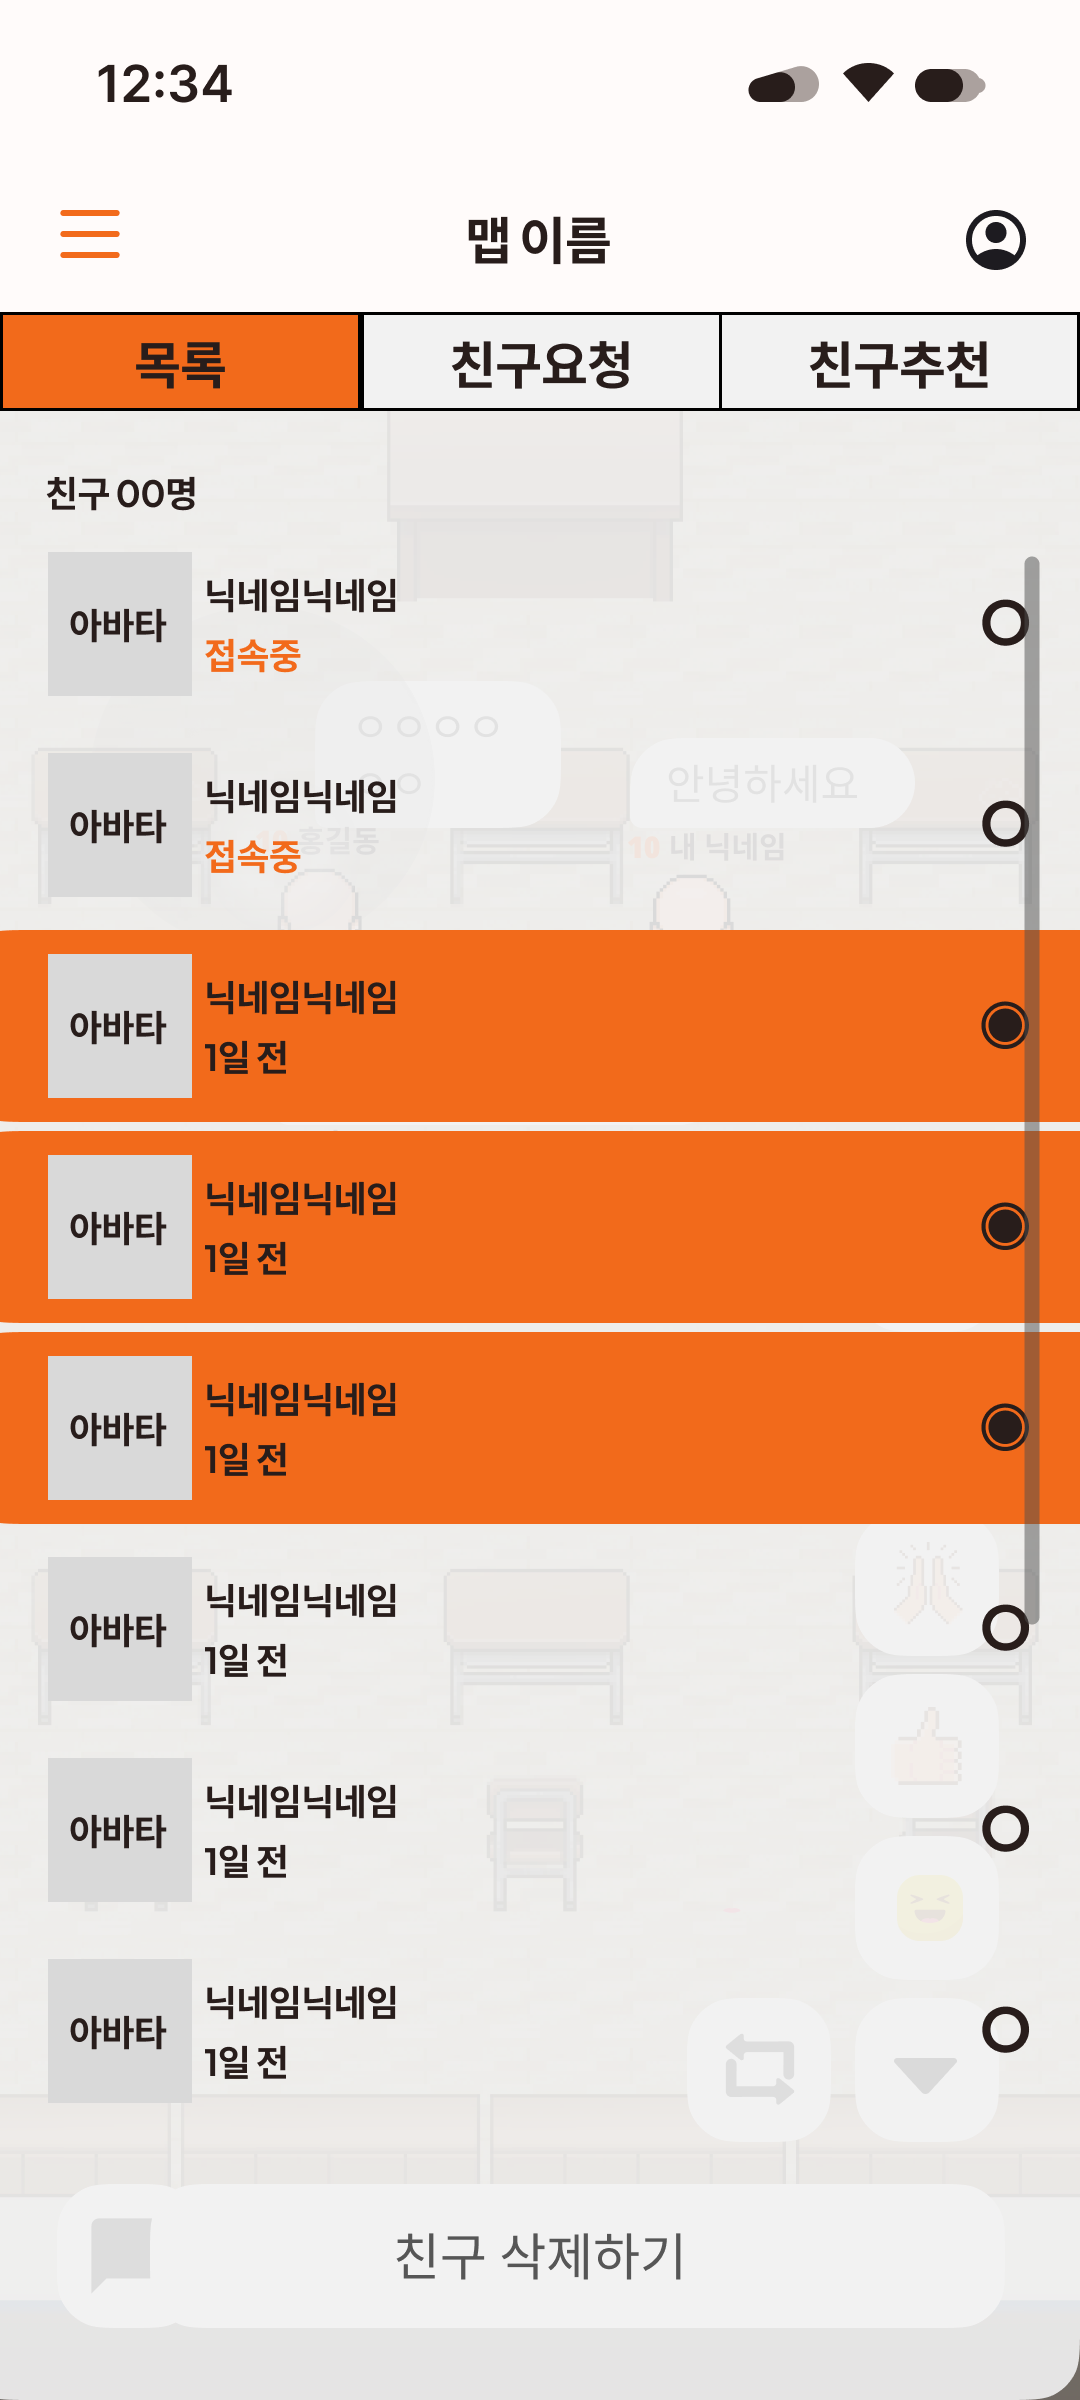 12:34
맵 이름
목록
친구요청
친구추천
친구 00명
아바타
닉네임닉네임
접속중
ㅇㅇㅇㅇ
ㅇㅇ
안녕하세요
아바타
닉네임닉네임
접속중
10 홍길동
10 내 닉네임
아바타
닉네임닉네임
1일 전
아바타
닉네임닉네임
1일 전
아바타
닉네임닉네임
1일 전
아바타
닉네임닉네임
1일 전
아바타
닉네임닉네임
1일 전
아바타
닉네임닉네임
1일 전
친구 삭제하기